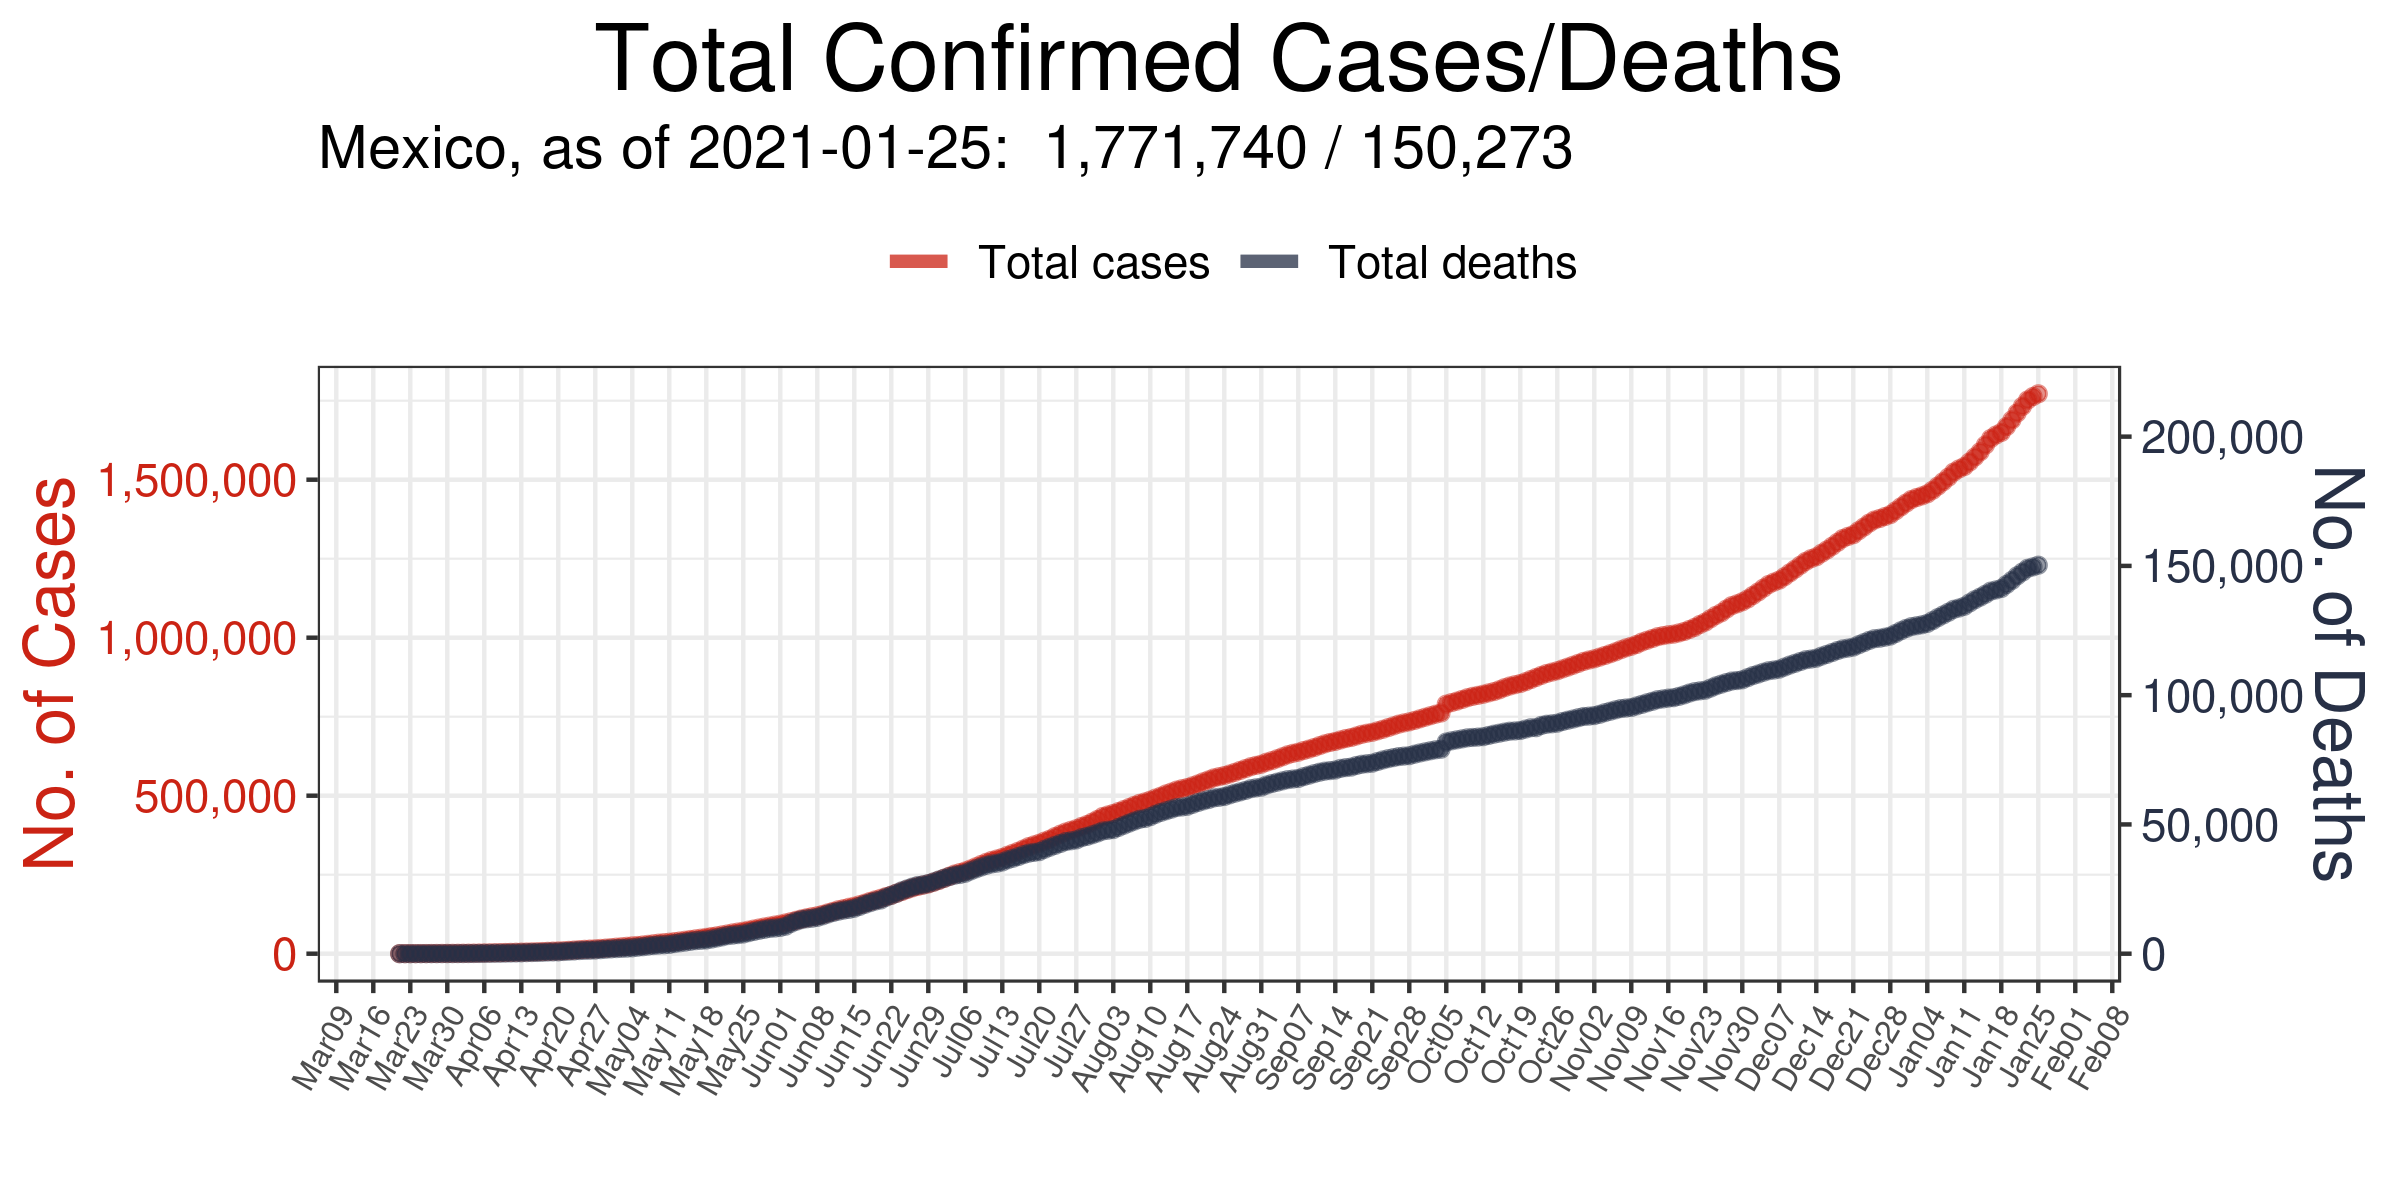 Total Confirmed Cases/Deaths
Mexico, as of 2021-01-25:  1,771,740 / 150,273
Total cases
Total deaths
No. of Cases
1,500,000
1,000,000
500,000
0
200,000
150,000
100,000
50,000
0
No. of Deaths
Mar09
Mar16
Mar23
Mar30
Apr06
Apr13
Apr20
Apr27
May04
May11
May18
May25
Jun01
Jun08
Jun15
Jun22
Jun29
Jul06
Jul13
Jul20
Jul27
Aug03
Aug10
Aug17
Aug24
Aug31
Sep07
Sep14
Sep21
Sep28
Oct05
Oct12
Oct19
Oct26
Nov02
Nov09
Nov16
Nov23
Nov30
Dec07
Dec14
Dec21
Dec28
Jan04
Jan11
Jan18
Jan25
Feb01
Feb08